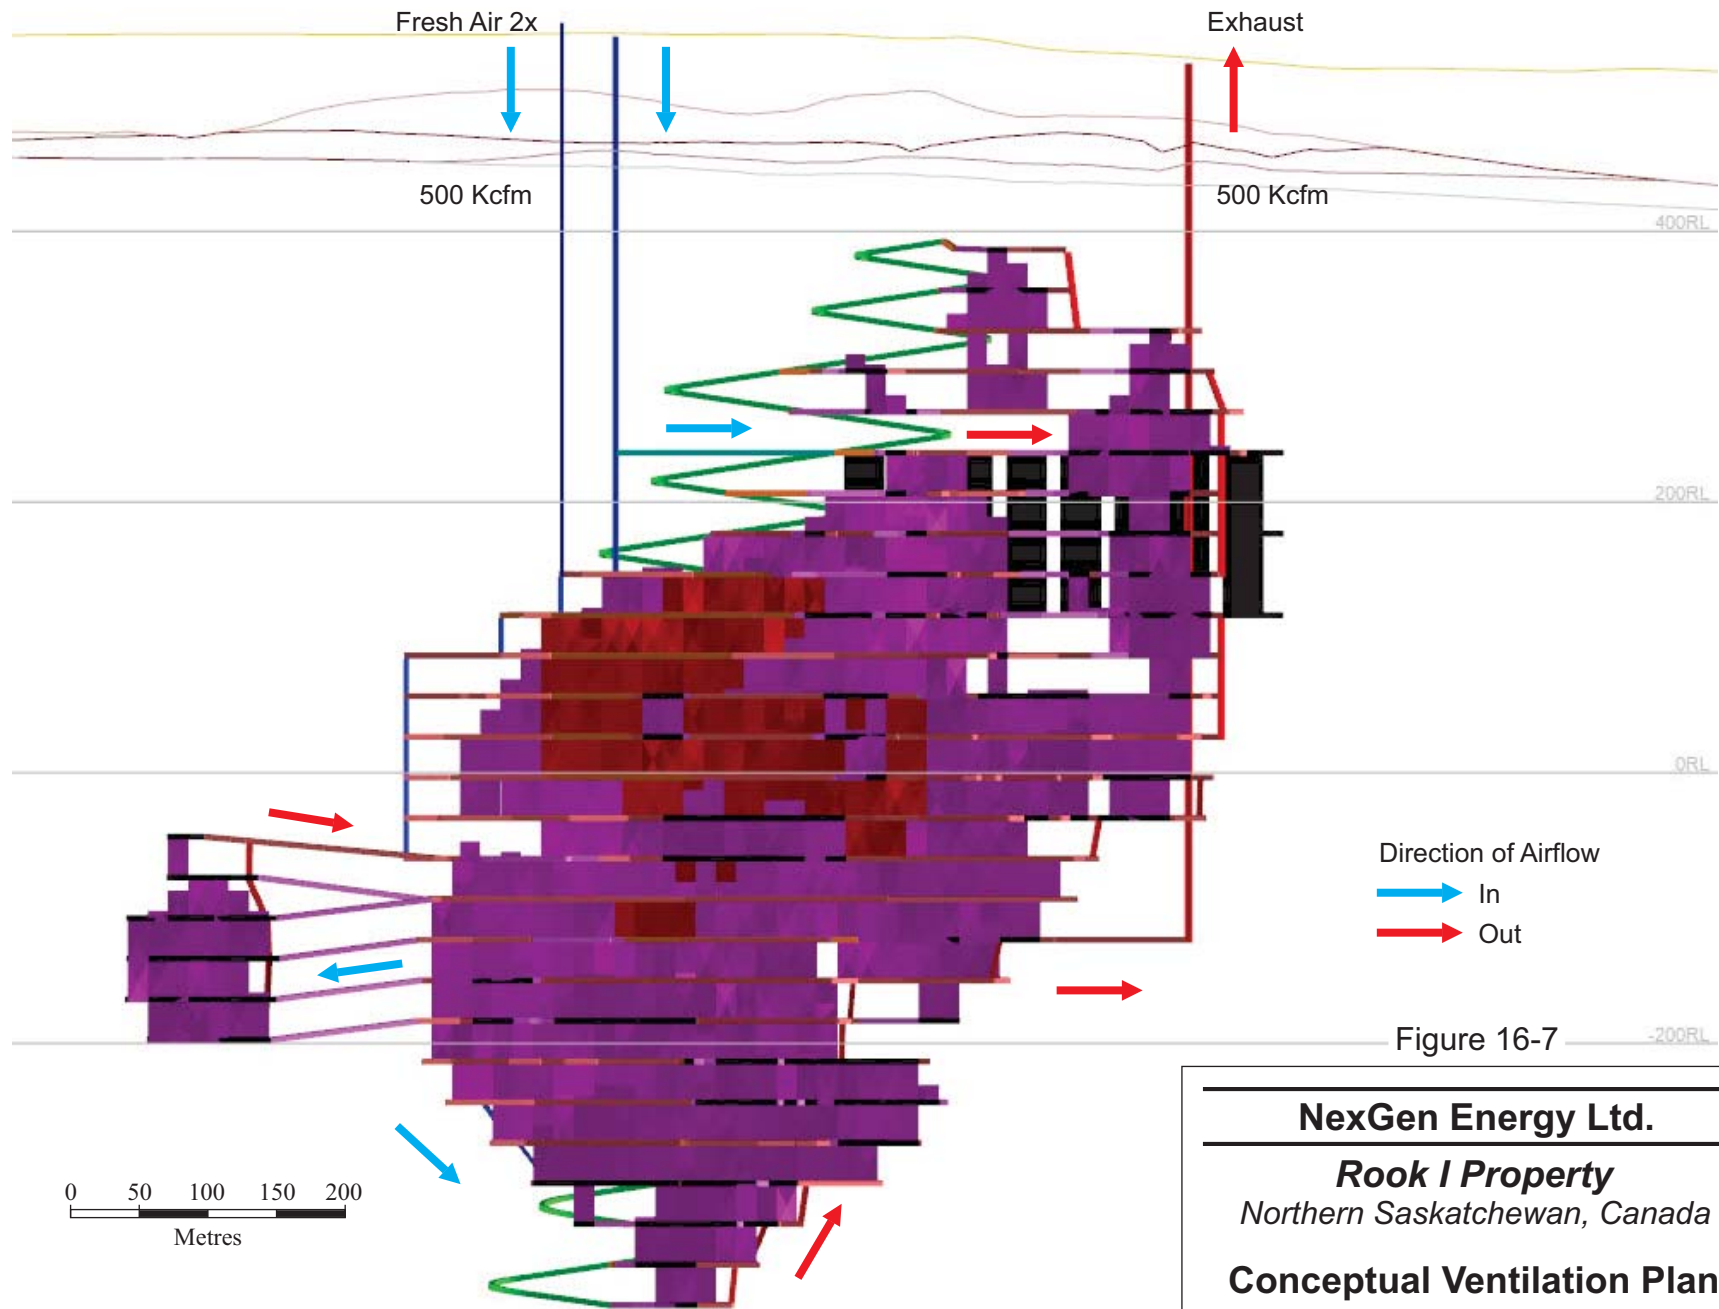 Fresh Air 2x
Exhaust
500 Kcfm
500 Kcfm
400RL
200RL
0RL
Direction of Airflow
In
Out
-200RL
Figure 16-7
NexGen Energy Ltd.
Rook I Property
Northern Saskatchewan, Canada
Conceptual Ventilation Plan
0 50 100 150 200
Metres